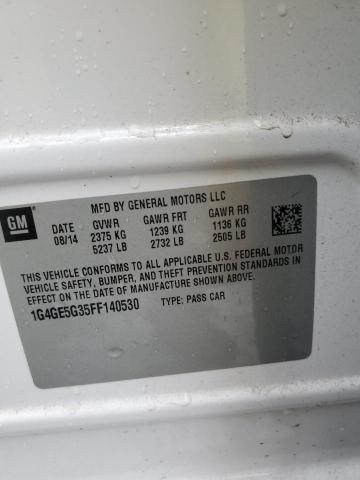 GM
MFD BY GENERAL MOTORS LLC
DATE GVWR GAWR FRT GAWR RR
08/14 2375 KG 1239 KG 1136 KG
5237 LB 2732 LB 2505 LB
THIS VEHICLE CONFORMS TO ALL APPLICABLE U.S. FEDERAL MOTOR
VEHICLE SAFETY, BUMPER, AND THEFT PREVENTION STANDARDS IN
EFFECT ON THE DATE OF MANUFACTURE SHOWN ABOVE.
1G4GE5G35FF140530 TYPE: PASS CAR